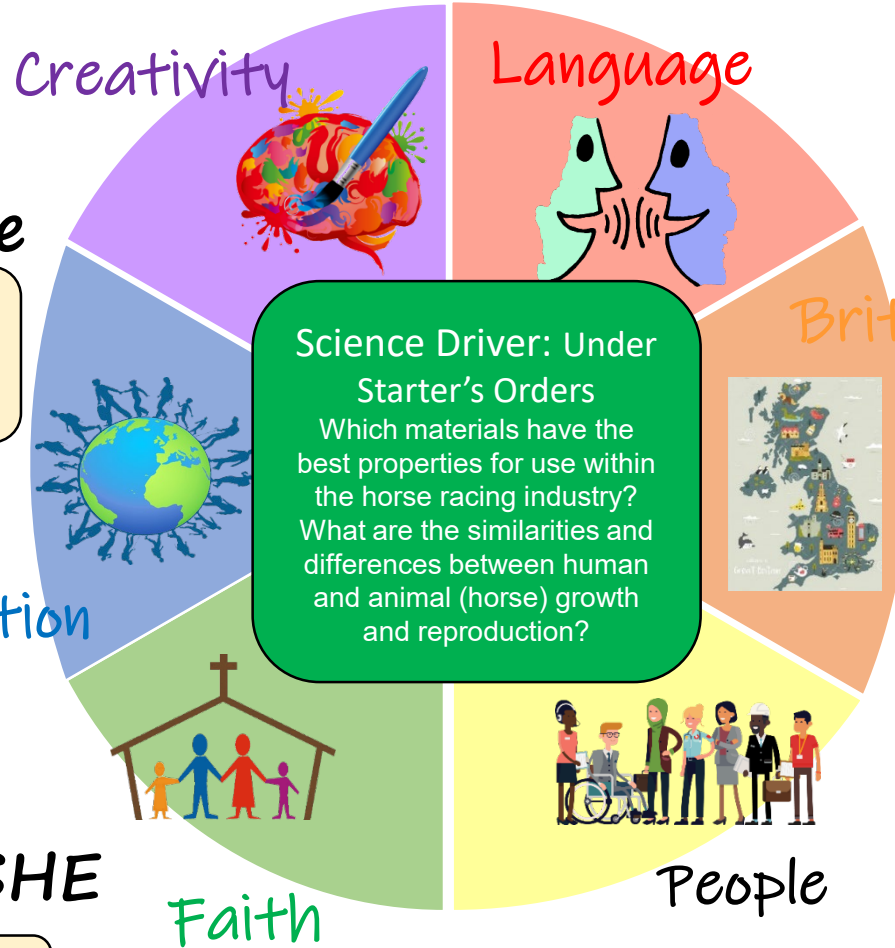 Creativity
Language
e
Brit
Science Driver: Under
Starter's Orders
Which materials have the
best properties for use within
the horse racing industry?
What are the similarities and
differences between human
and animal (horse) growth
and reproduction?
tion
SHE
Faith
People